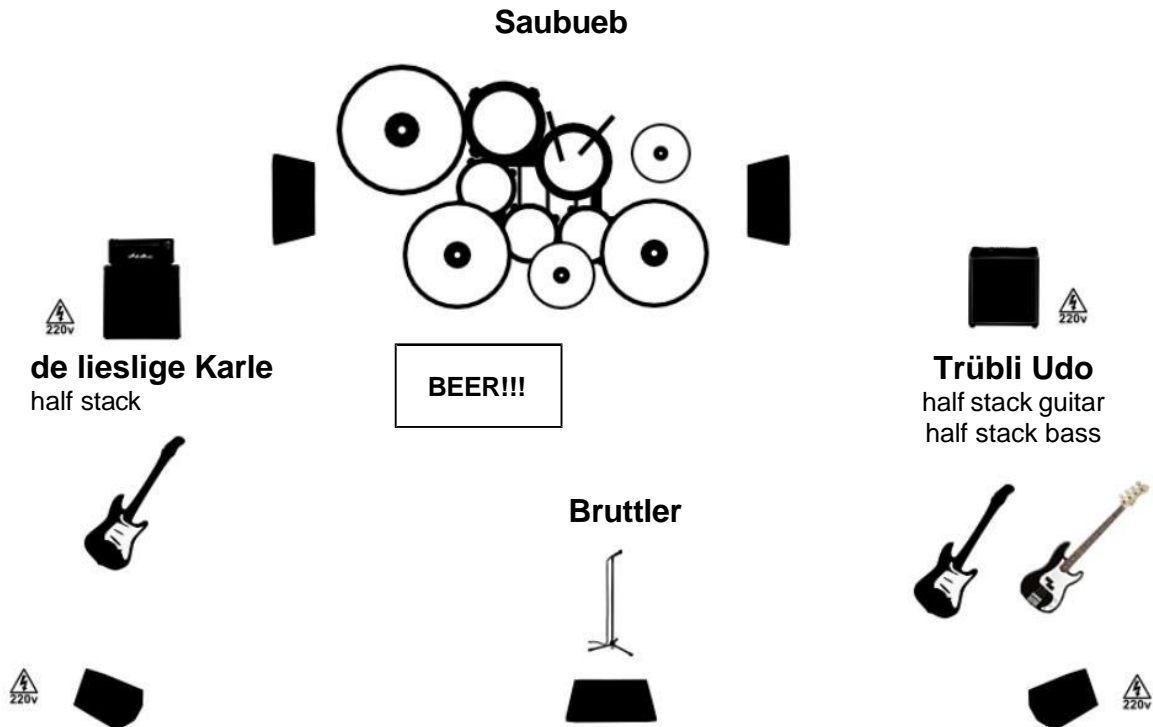 Saubueb
220v
220v
de lieslige Karle
half stack
BEER!!!
Trübli Udo
half stack guitar
half stack bass
Bruttler
220v
220v